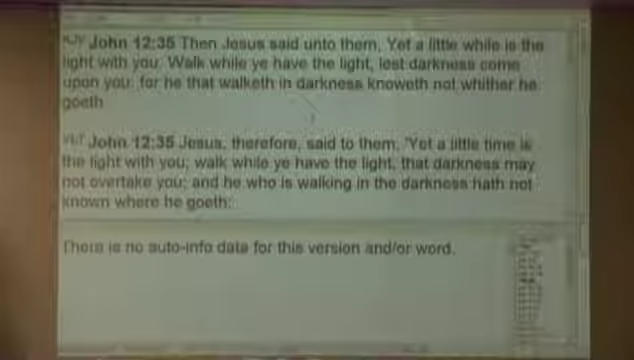 KJV John 12:35 Then Jesus said unto them, Yet a little while is the
light with you. Walk while ye have the light, lest darkness come
upon you: for he that walketh in darkness knoweth not whither he
goeth
YLT John 12:35 Jesus, therefore, said to them, 'Yet a little time is
the light with you; walk while ye have the light, that darkness may
not overtake you; and he who is walking in the darkness hath not
known where he goeth;
There is no auto-info data for this version and/or word.